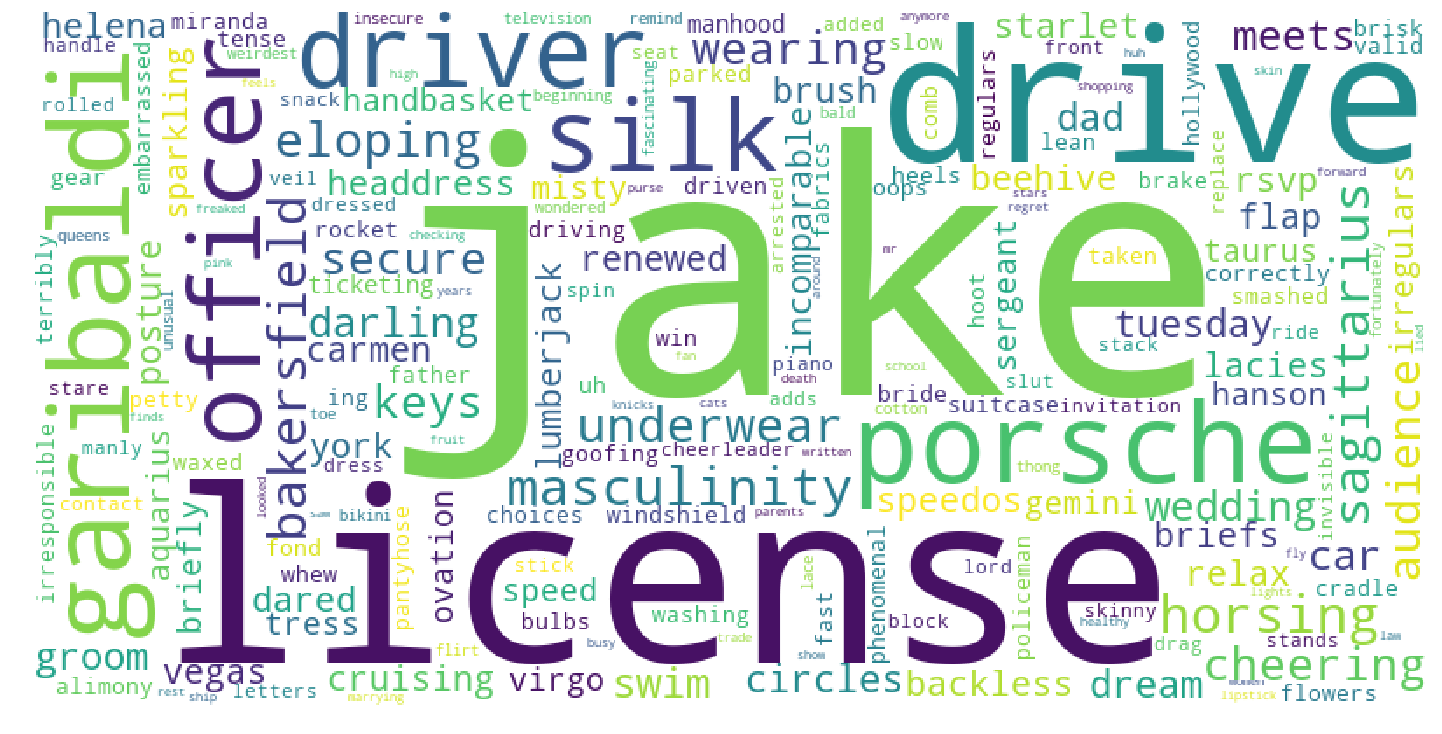 helena
miranda
insecure
television
remind
manhood
added
anymore
starlet
meets
brisk
handle
tense
driver
seat
wearing
slow
front
huh
drive
valid
weirdest
high
parked
skin
rolled
embarrassed
sparkling
feels
snack
handbasket
beginning
fascinating
brush
bald
comb
regulars
dad
shopping
hollywood
garibaldi
officer
eloping
silk
lean
gear
veil
headdress
misty
purse
driven
incomparable
fabrics
oops
heels
beehive
brake
replace
rsvp
forward
freaked
dressed
wondered
stars
regret
terribly
queens
posture
bakersfield
rocket
checking
driving
arrested
jake
sergeant
flap
irregulars
pink
secure
renewed
mr
hoot
taken
taurus
sagittarius
fortunately
unusual
ticketing
years
spin
around
correctly
smashed
darling
lumberjack
win
tuesday
ride
lied
carmen
fan
piano
stack
stare
father
death
school
slut
lacies
petty
ing
keys
uh
adds
bride
suitcase
invitation
hanson
finds
toe
knicks
cats
cotton
audience
irresponsible
manly
aquarius
york
fruit
underwear
porsche
waxed
dress
goofing
cheerleader
written
thong
invisible
contact
briefly
looked
masculinity
speedos
gemini
wedding
bikini
pantyhose
ovation
choices
windshield
parents
license
briefs
fond
stick
phenomenal
lord
fly
car
whew
lace
policeman
relax
lights
cradle
dared
speed
washing
fast
skinny
horsing
tress
bulbs
block
healthy
stands
law
groom
flirt
busy
trade
show
drag
cheering
vegas
alimony
rest
ship
letters
cruising
marrying
virgo
swim
circles
backless
dream
lipstick
flowers